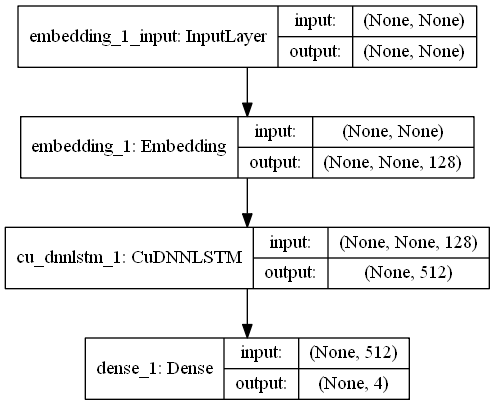 embedding_1_input: InputLayer
input: (None, None)
output: (None, None)
embedding_1: Embedding
input: (None, None)
output: (None, None, 128)
cu_dnnlstm_1: CuDNNLSTM
input: (None, None, 128)
output: (None, 512)
dense_1: Dense
input: (None, 512)
output: (None, 4)